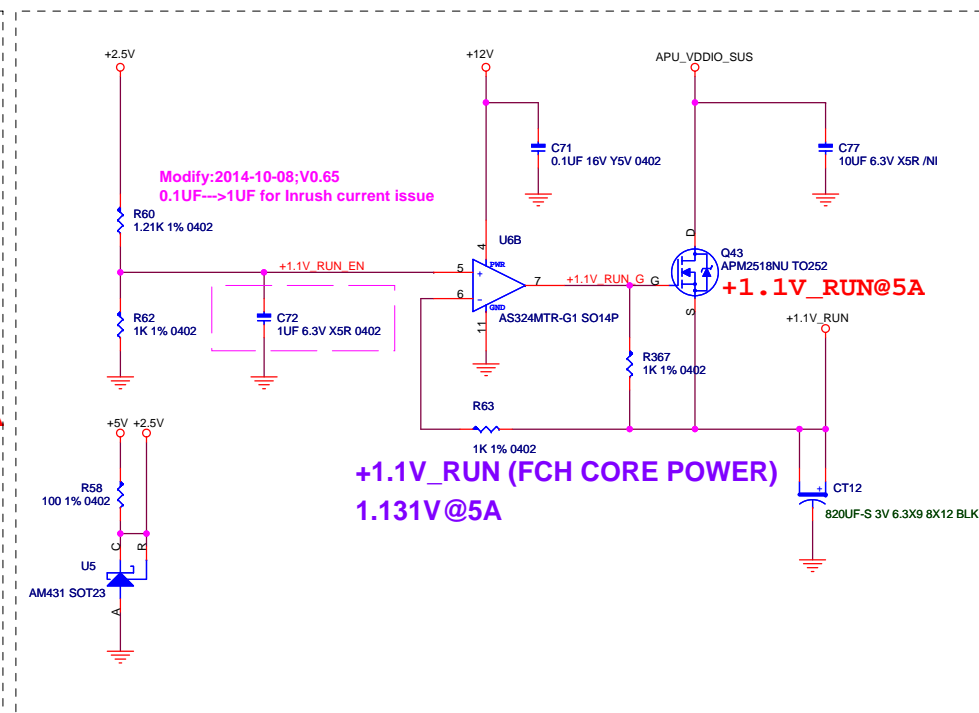 +2.5V
+12V
APU_VDDIO_SUS
C71
0.1UF 16V Y5V 0402
C77
10UF 6.3V X5R /NI
Modify:2014-10-08;V0.65
0.1UF--->1UF for Inrush current issue
R60
1.21K 1% 0402
U6B
4
PWR
D
Q43
APM2518NU TO252
+1.1V_RUN_EN
5
+
7
+1.1V_RUN_G
G
+1.1V_RUN@5A
6
-
GND
11
AS324MTR-G1 SO14P
S
+1.1V_RUN
R62
1K 1% 0402
C72
1UF 6.3V X5R 0402
R367
1K 1% 0402
R63
1K 1% 0402
+5V
+2.5V
+1.1V_RUN (FCH CORE POWER)
1.131V@5A
R58
100 1% 0402
+
CT12
820UF-S 3V 6.3X9 8X12 BLK
C
R
U5
AM431 SOT23
A